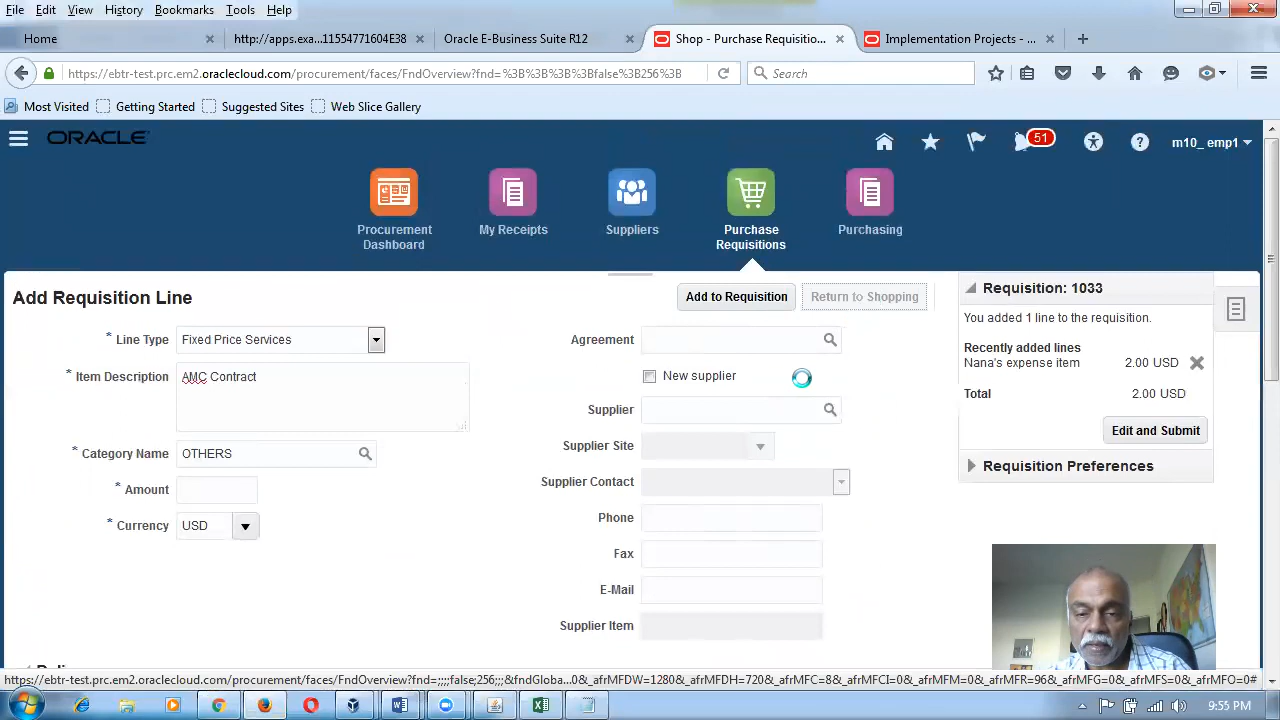 File Edit View History Bookmarks Tools Help
Home × http://apps.exa...11554771604E38 × Oracle E-Business Suite R12 × Shop - Purchase Requisitio... × Implementation Projects - ... × +
https://ebtr-test.prc.em2.oraclecloud.com/procurement/faces/FndOverview?fnd=%3B%3B%3B%3Bfalse%3B256%3B Search
Most Visited Getting Started Suggested Sites Web Slice Gallery
ORACLE 51 ? m10_ emp1
Procurement Dashboard My Receipts Suppliers Purchase Requisitions Purchasing
Add Requisition Line
Add to Requisition Return to Shopping
* Line Type Fixed Price Services
* Item Description AMC Contract
* Category Name OTHERS
* Amount
* Currency USD
Agreement
New supplier
Supplier
Supplier Site
Supplier Contact
Phone
Fax
E-Mail
Supplier Item
Requisition: 1033
You added 1 line to the requisition.
Recently added lines
Nana's expense item 2.00 USD
Total 2.00 USD
Edit and Submit
Requisition Preferences
https://ebtr-test.prc.em2.oraclecloud.com/procurement/faces/FndOverview?fnd=;;;;false;256;;;&fndGloba...0&_afrMFDW=1280&_afrMFDH=720&_afrMFC=8&_afrMFCI=0&_afrMFM=0&_afrMFR=96&_afrMFG=0&_afrMFS=0&_afrMFO=0#
9:55 PM